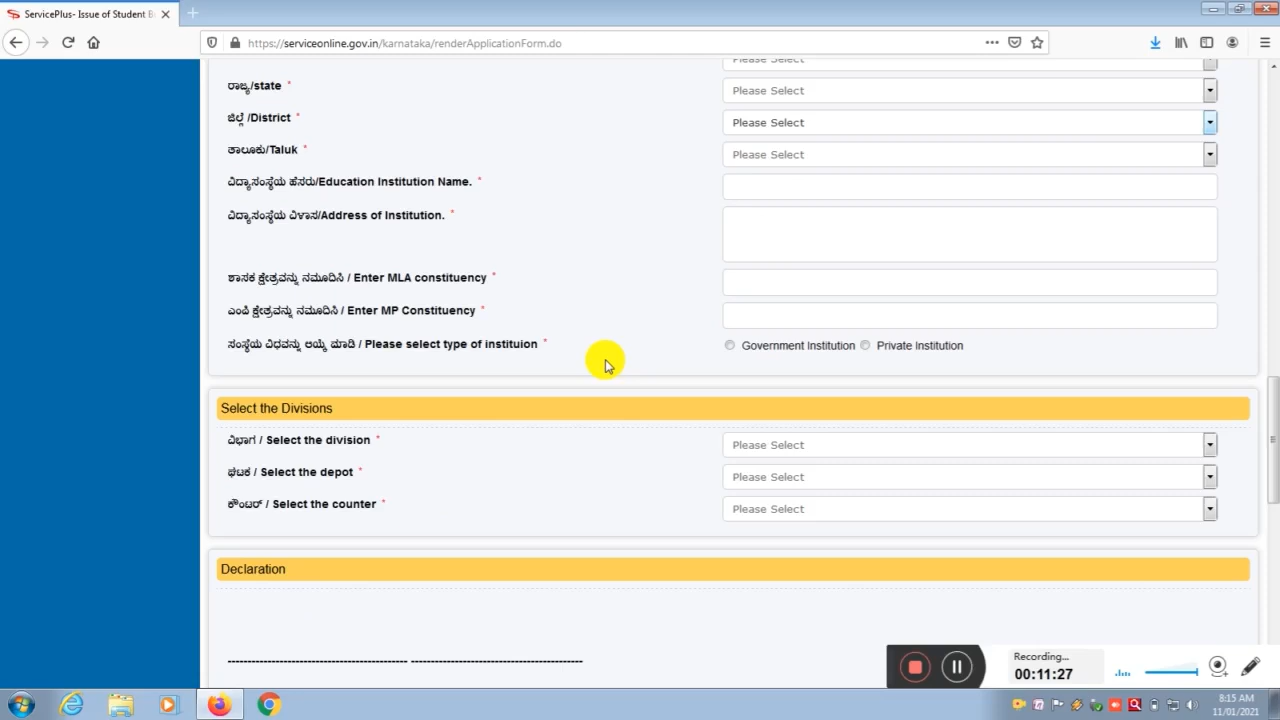 ServicePlus- Issue of Student B
https://serviceonline.gov.in/karnataka/renderApplicationForm.do
Please Select
ರಾಜ್ಯ/state * Please Select
ಜಿಲ್ಲೆ /District * Please Select
ತಾಲೂಕು/Taluk * Please Select
ವಿದ್ಯಾಸಂಸ್ಥೆಯ ಹೆಸರು/Education Institution Name. *
ವಿದ್ಯಾಸಂಸ್ಥೆಯ ವಿಳಾಸ/Address of Institution. *
ಶಾಸಕ ಕ್ಷೇತ್ರವನ್ನು ನಮೂದಿಸಿ / Enter MLA constituency *
ಎಂಪಿ ಕ್ಷೇತ್ರವನ್ನು ನಮೂದಿಸಿ / Enter MP Constituency *
ಸಂಸ್ಥೆಯ ವಿಧವನ್ನು ಆಯ್ಕೆ ಮಾಡಿ / Please select type of instituion * Government Institution Private Institution
Select the Divisions
ವಿಭಾಗ / Select the division * Please Select
ಘಟಕ / Select the depot * Please Select
ಕೌಂಟರ್ / Select the counter * Please Select
Declaration
--------------------------------------------- -------------------------------------------
Recording...
00:11:27
8:15 AM
11/01/2021